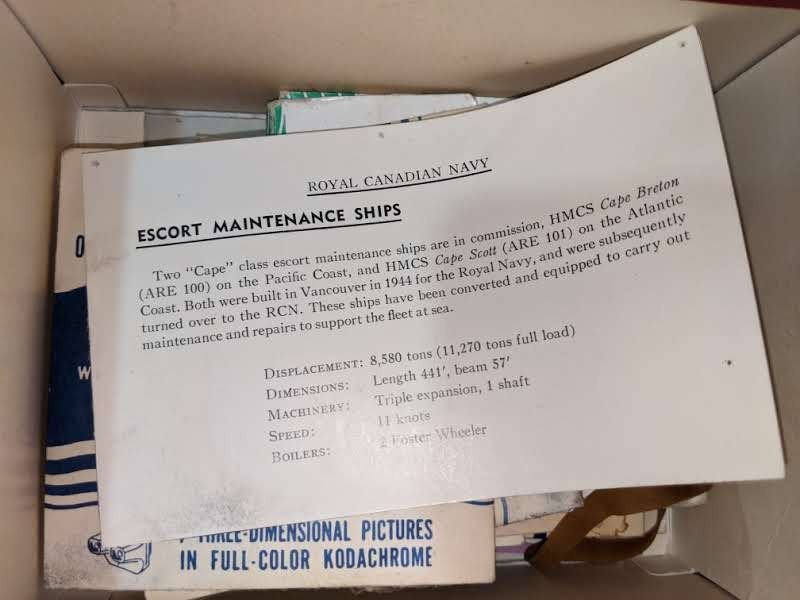 ROYAL CANADIAN NAVY
ESCORT MAINTENANCE SHIPS
Two "Cape" class escort maintenance ships are in commission, HMCS Cape Breton
(ARE 100) on the Pacific Coast, and HMCS Cape Scott (ARE 101) on the Atlantic
Coast. Both were built in Vancouver in 1944 for the Royal Navy, and were subsequently
turned over to the RCN. These ships have been converted and equipped to carry out
maintenance and repairs to support the fleet at sea.
DISPLACEMENT: 8,580 tons (11,270 tons full load)
DIMENSIONS: Length 441', beam 57'
MACHINERY: Triple expansion, 1 shaft
SPEED: 11 knots
BOILERS: 2 Foster Wheeler
O
W
THREE-DIMENSIONAL PICTURES
IN FULL-COLOR KODACHROME